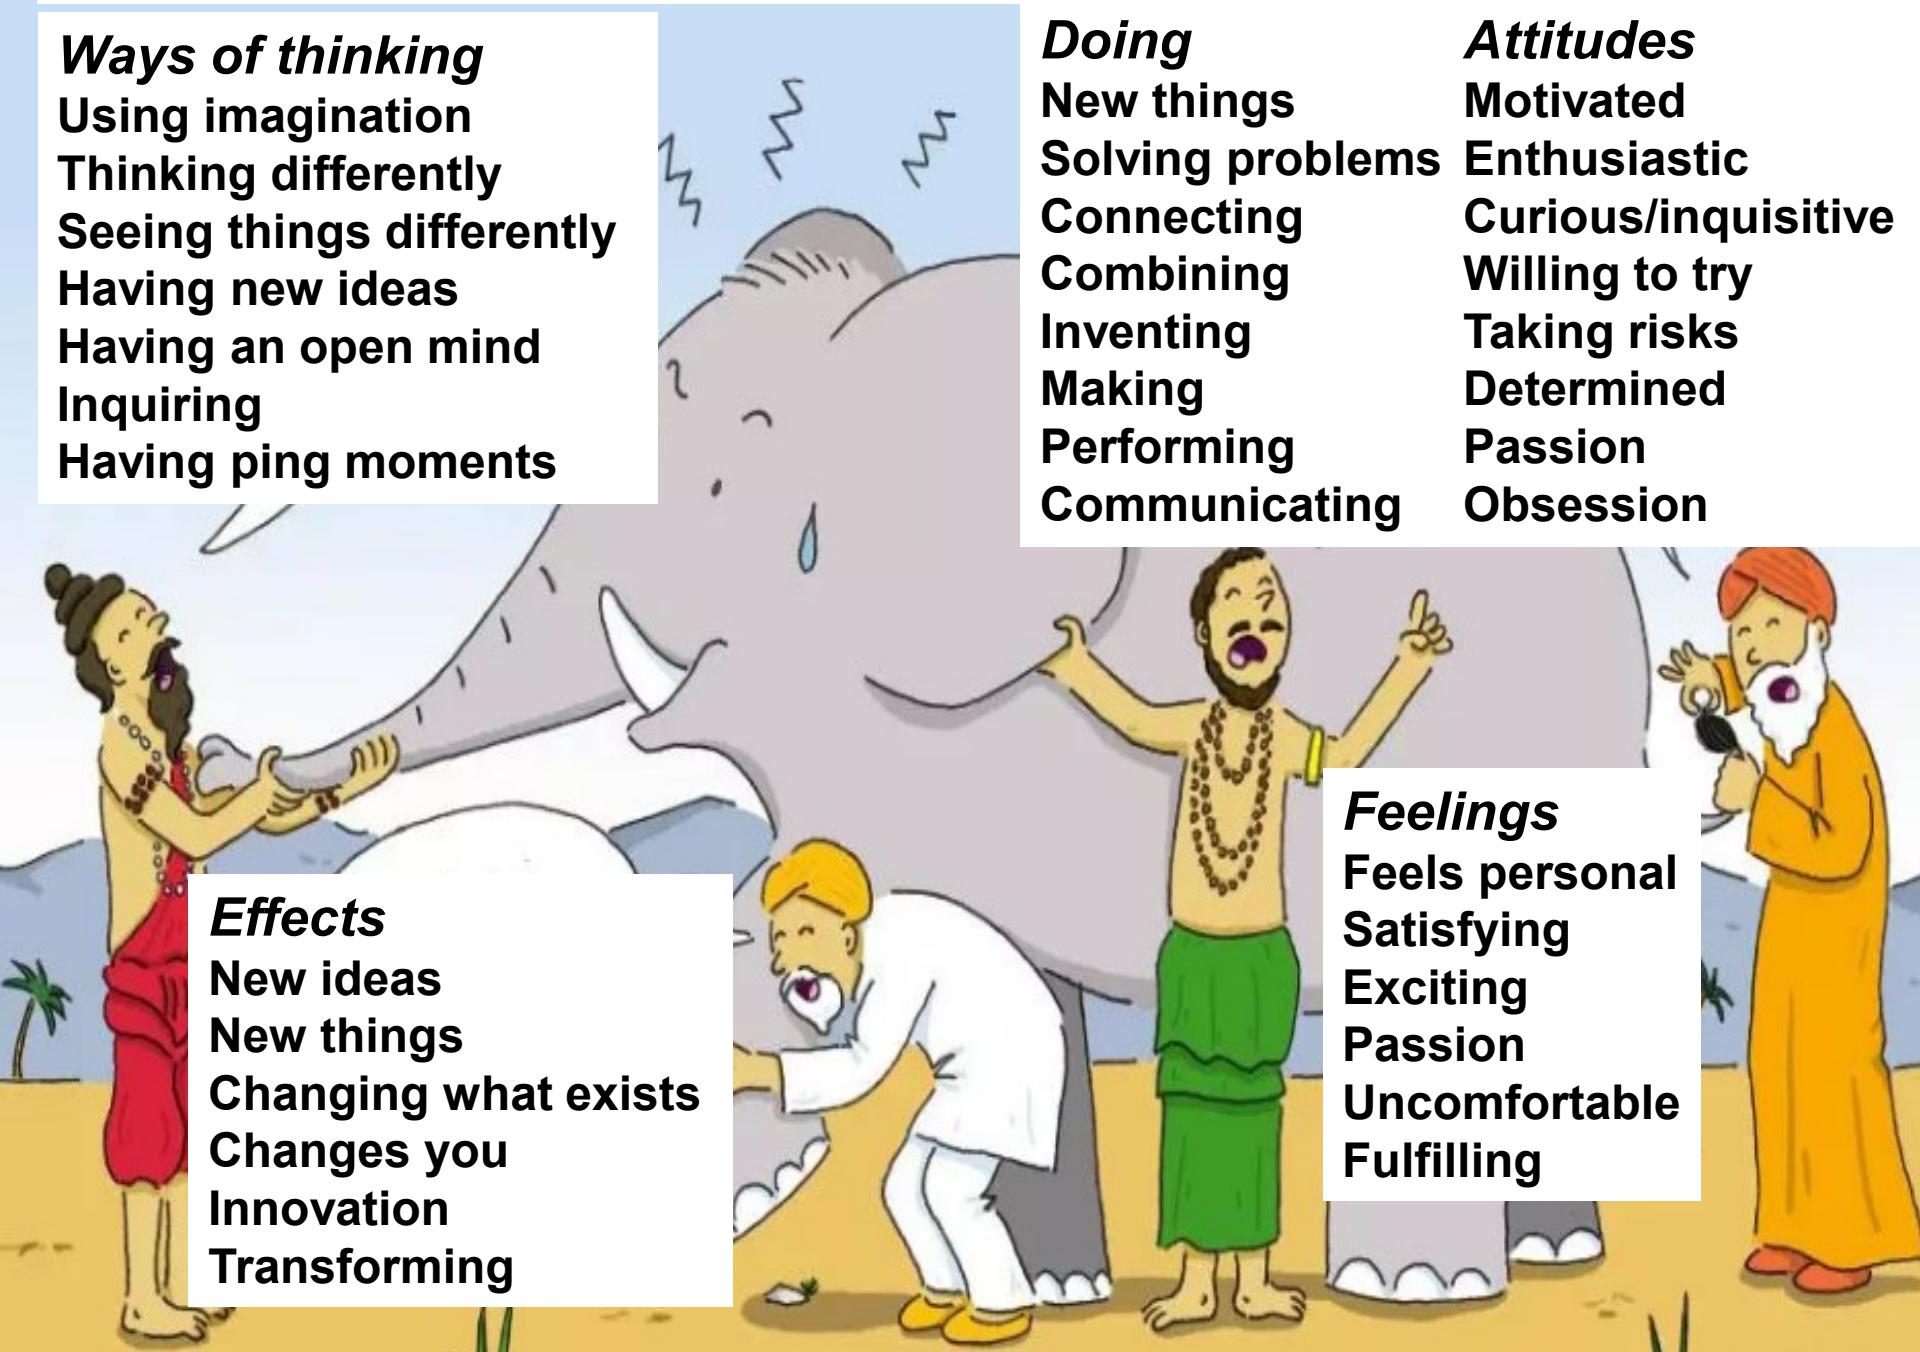 Ways of thinking
Using imagination
Thinking differently
Seeing things differently
Having new ideas
Having an open mind
Inquiring
Having ping moments
Doing
New things
Solving problems
Connecting
Combining
Inventing
Making
Performing
Communicating
Attitudes
Motivated
Enthusiastic
Curious/inquisitive
Willing to try
Taking risks
Determined
Passion
Obsession
Effects
New ideas
New things
Changing what exists
Changes you
Innovation
Transforming
Feelings
Feels personal
Satisfying
Exciting
Passion
Uncomfortable
Fulfilling